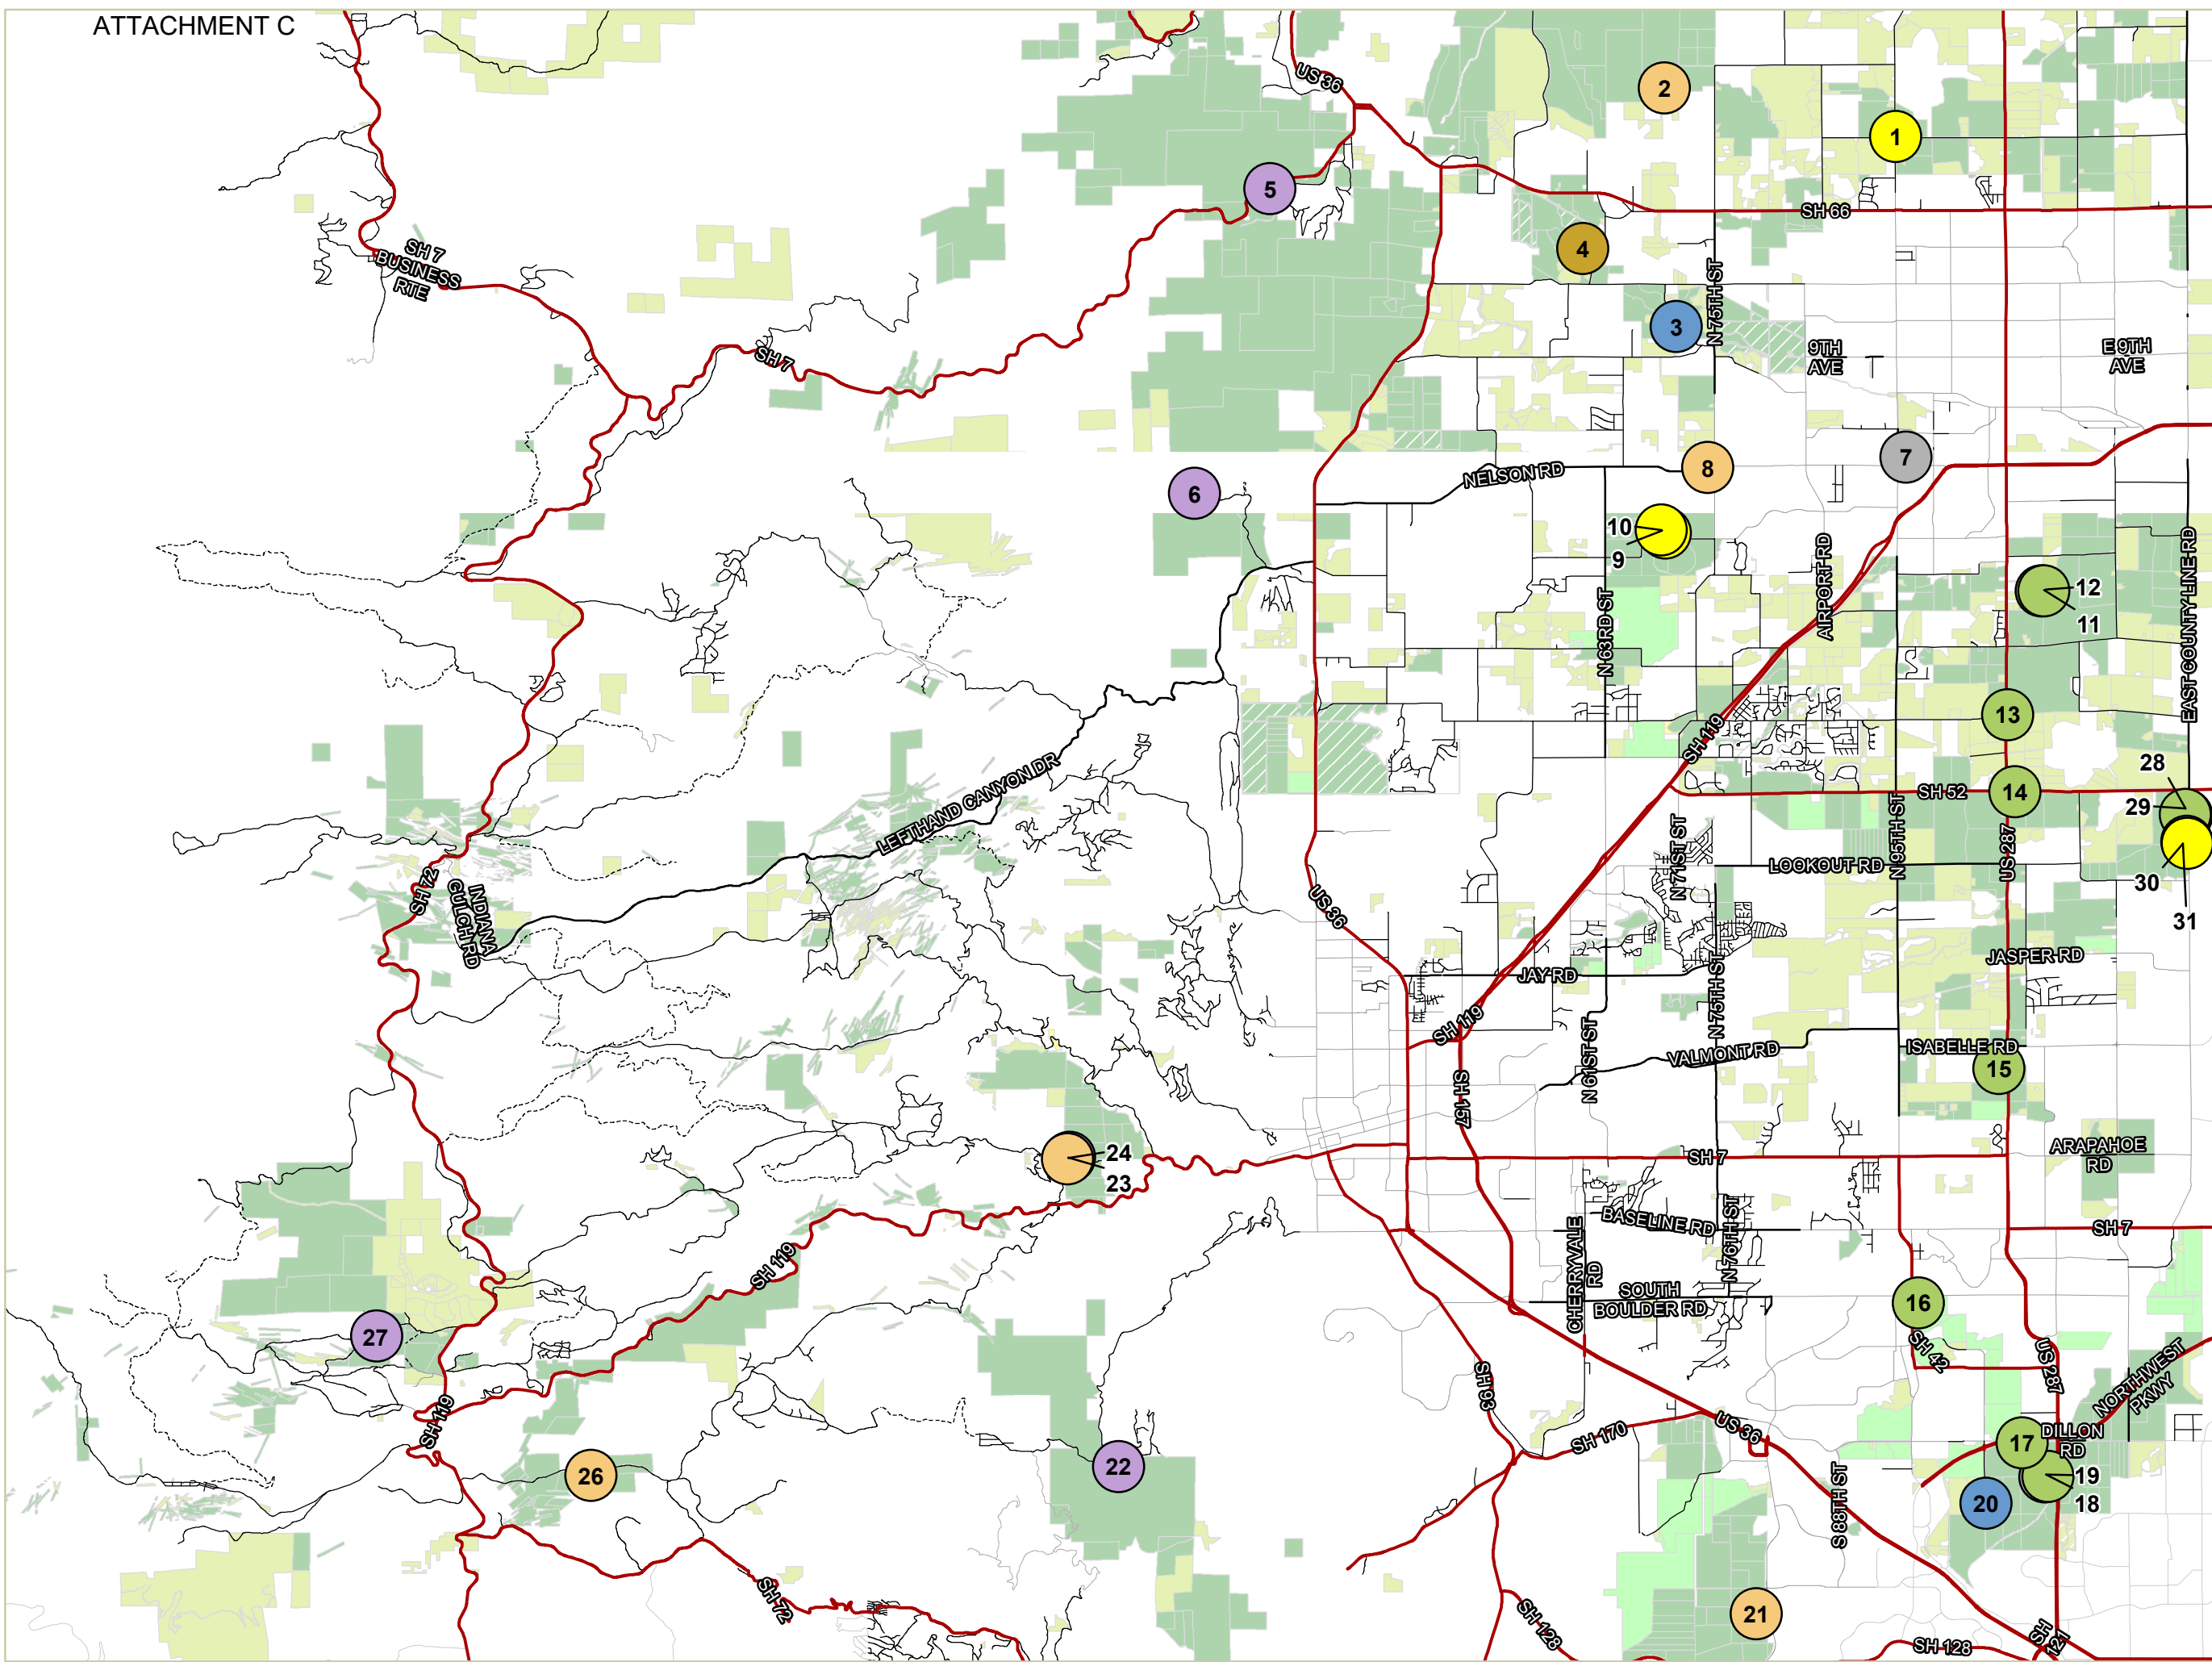 ATTACHMENT C
US 36
2
1
5
SH 66
4
SH 7
BUSINESS
RTE
N 75TH ST
3
SH 7
9TH
AVE
E 9TH
AVE
7
8
NELSON RD
6
10
9
AIRPORT RD
EAST COUNTY LINE RD
12
11
N 63RD ST
13
SH 119
28
LEFTHAND CANYON DR
SH 52
14
29
N 95TH ST
US 287
N 71ST ST
LOOKOUT RD
30
31
SH 72
INDIANA
GULCH RD
US 36
JASPER RD
JAY RD
N 75TH ST
SH 119
N 61ST ST
VALMONT RD
ISABELLE RD
15
SH 157
24
23
SH 7
ARAPAHOE
RD
BASELINE RD
N 76TH ST
SH 7
CHERRYVALE
RD
SH 119
SOUTH
BOULDER RD
16
27
SH 42
US 287
NORTHWEST
PKWY
SH 93
SH 119
SH 170
US 36
17
DILLON
RD
22
26
19
18
20
S 88TH ST
SH 72
21
SH 128
SH 128
SH
121